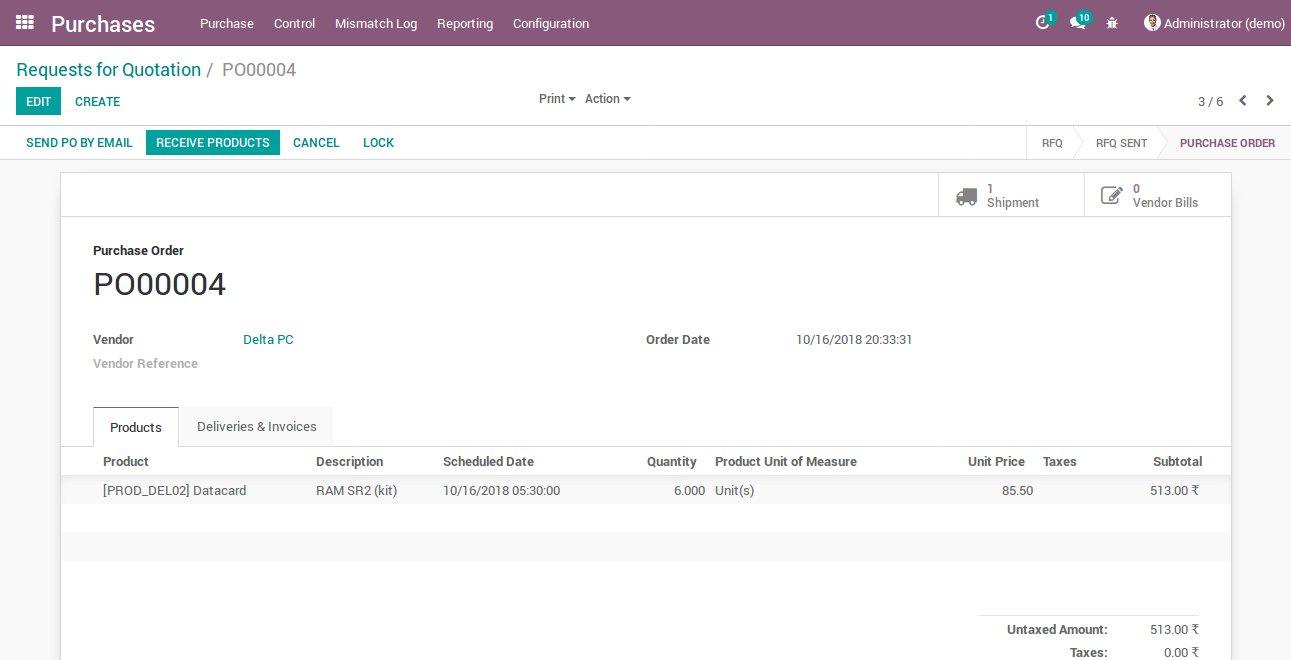 Purchases Purchase Control Mismatch Log Reporting Configuration 1 10 Administrator (demo)
Requests for Quotation / PO00004
EDIT CREATE Print Action 3 / 6
SEND PO BY EMAIL RECEIVE PRODUCTS CANCEL LOCK RFQ RFQ SENT PURCHASE ORDER
1 Shipment 0 Vendor Bills
Purchase Order
PO00004
Vendor Delta PC Order Date 10/16/2018 20:33:31
Vendor Reference
Products Deliveries & Invoices
Product Description Scheduled Date Quantity Product Unit of Measure Unit Price Taxes Subtotal
[PROD_DEL02] Datacard RAM SR2 (kit) 10/16/2018 05:30:00 6.000 Unit(s) 85.50 513.00 ₹
Untaxed Amount: 513.00 ₹
Taxes: 0.00 ₹